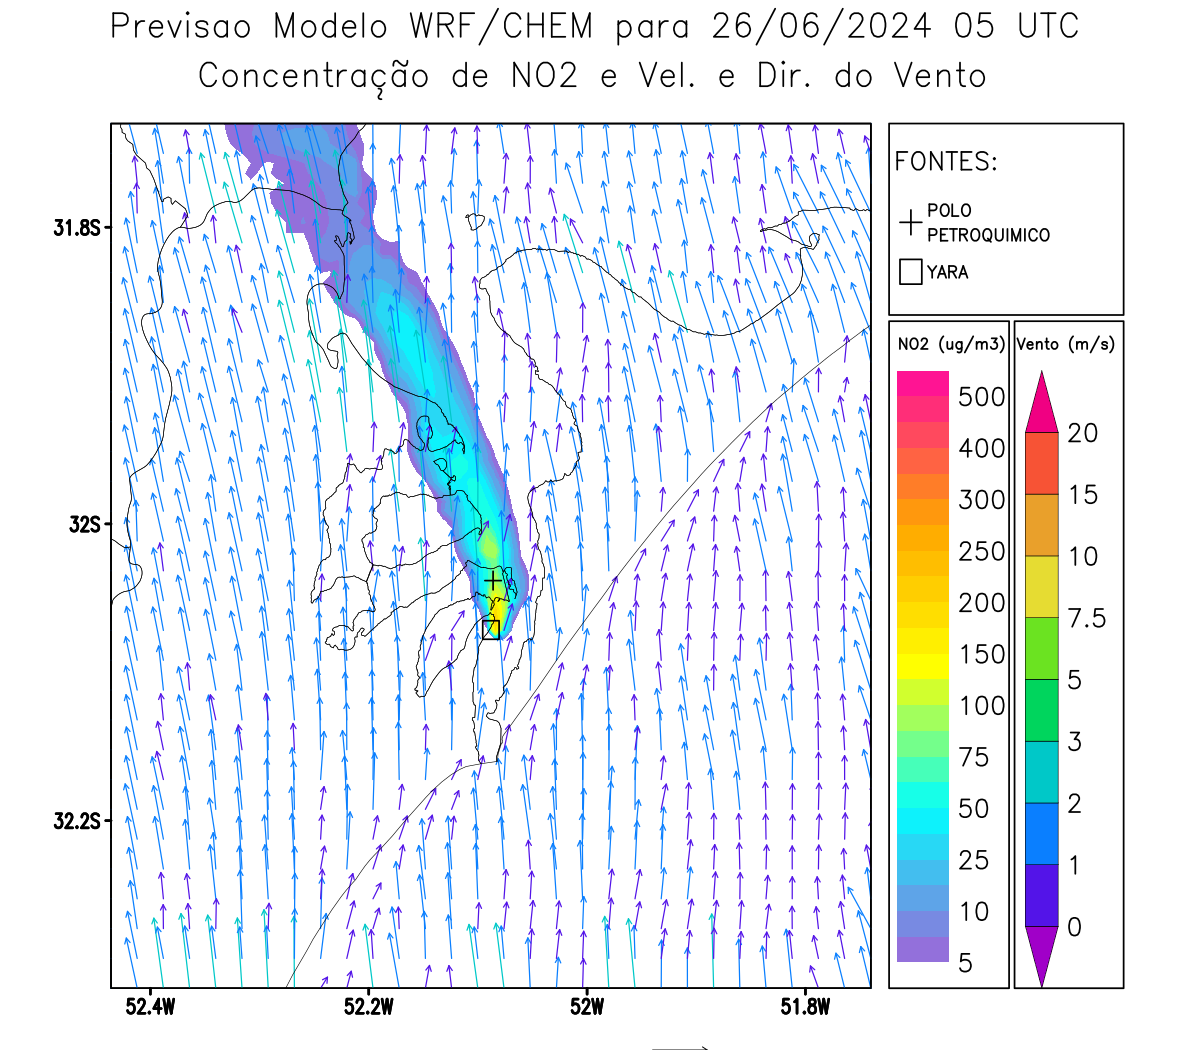 Previsao Modelo WRF/CHEM para 26/06/2024 05 UTC
Concentração de NO2 e Vel. e Dir. do Vento
FONTES:
POLO
PETROQUIMICO
YARA
NO2 (ug/m3)
500
400
300
250
200
150
100
75
50
25
10
5
Vento (m/s)
20
15
10
7.5
5
3
2
1
0
31.8S
32S
32.2S
52.4W
52.2W
52W
51.8W